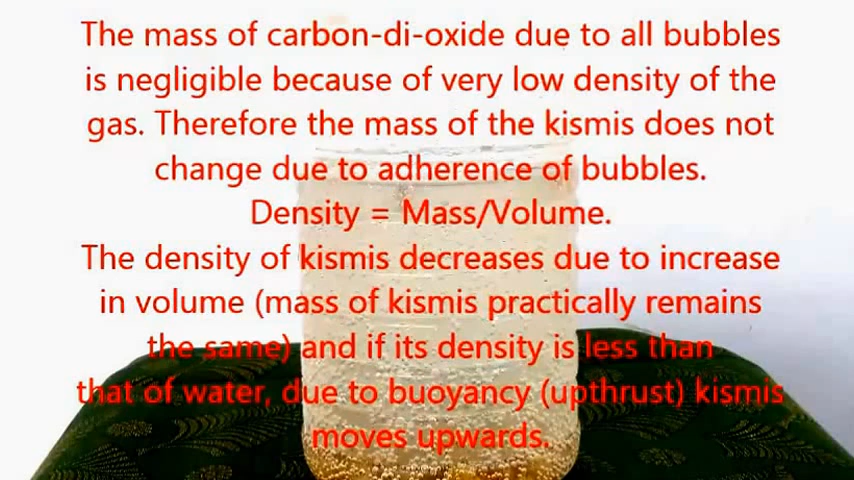 The mass of carbon-di-oxide due to all bubbles
is negligible because of very low density of the
gas. Therefore the mass of the kismis does not
change due to adherence of bubbles.
Density = Mass/Volume.
The density of kismis decreases due to increase
in volume (mass of kismis practically remains
the same) and if its density is less than
that of water, due to buoyancy (upthrust) kismis
moves upwards.